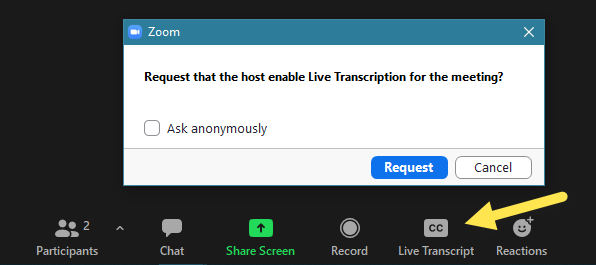 Zoom
Request that the host enable Live Transcription for the meeting?
Ask anonymously
Request Cancel
2
CC
Participants Chat Share Screen Record Live Transcript Reactions